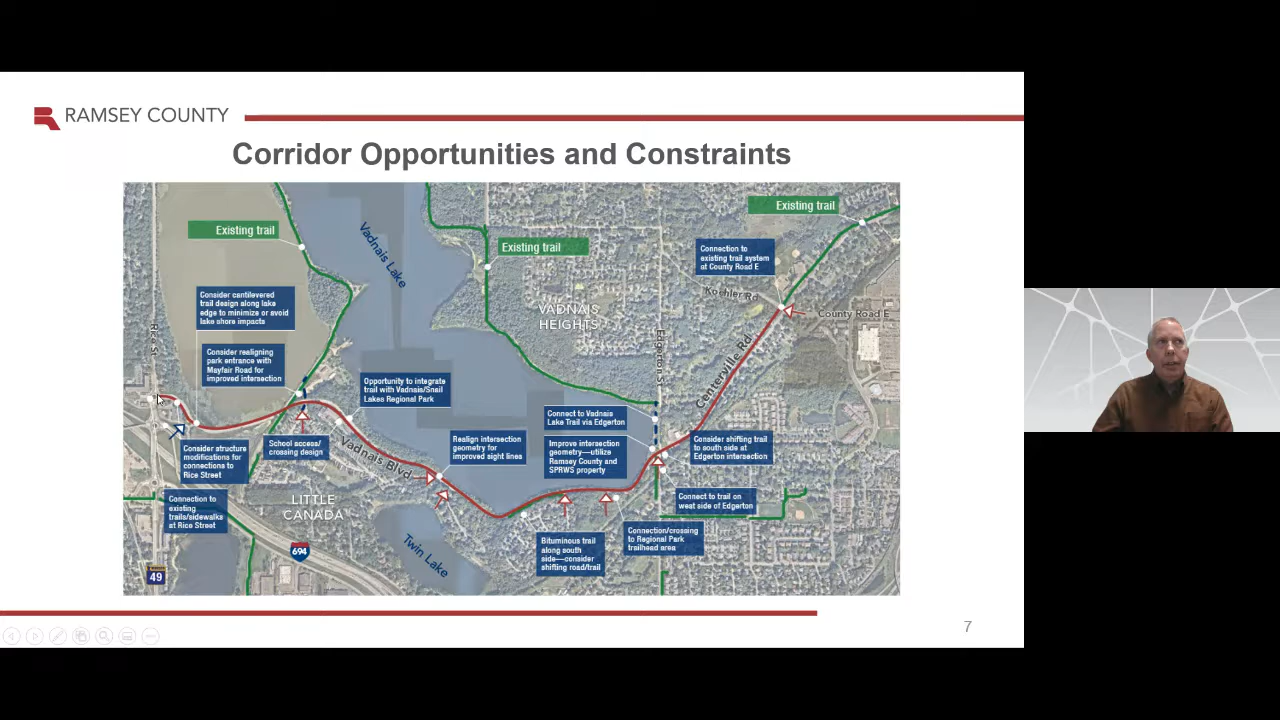 RAMSEY COUNTY
Corridor Opportunities and Constraints
Existing trail
Existing trail
Existing trail
Vadnais Lake
Connection to
existing trail system
at County Road E
Koehler Rd
County Road E
VADNAIS
HEIGHTS
Consider cantilevered
trail design along lake
edge to minimize or avoid
lake shore impacts
Rice St
Edgerton St
Centerville Rd
Consider realigning
park entrance with
Mayfair Road for
improved intersection
Opportunity to integrate
trail with Vadnais/Snail
Lakes Regional Park
Connect to Vadnais
Lake Trail via Edgerton
Consider structure
modifications for
connections to
Rice Street
School access/
crossing design
Vadnais Blvd
Realign intersection
geometry for
improved sight lines
Improve intersection
geometry—utilize
Ramsey County and
SPRWS property
Consider shifting trail
to south side at
Edgerton intersection
Connection to
existing
trails/sidewalks
at Rice Street
LITTLE
CANADA
Connect to trail on
west side of Edgerton
Connection/crossing
to Regional Park
trailhead area
Bituminous trail
along south
side—consider
shifting road/trail
Twin Lake
694
49
7